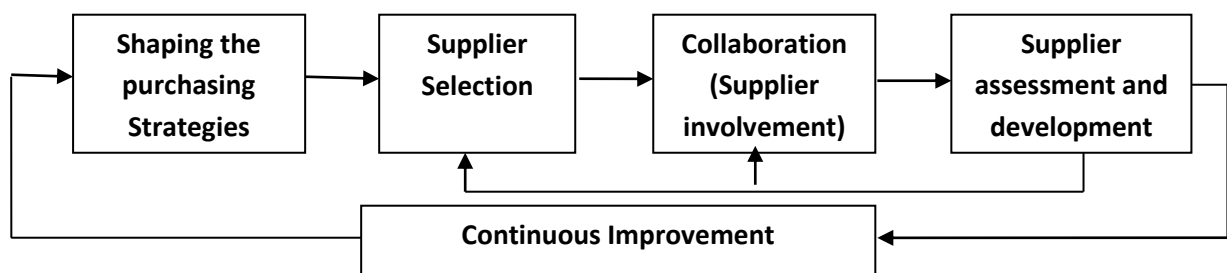 Shaping the
purchasing
Strategies
Supplier
Selection
Collaboration
(Supplier
involvement)
Supplier
assessment and
development
Continuous Improvement